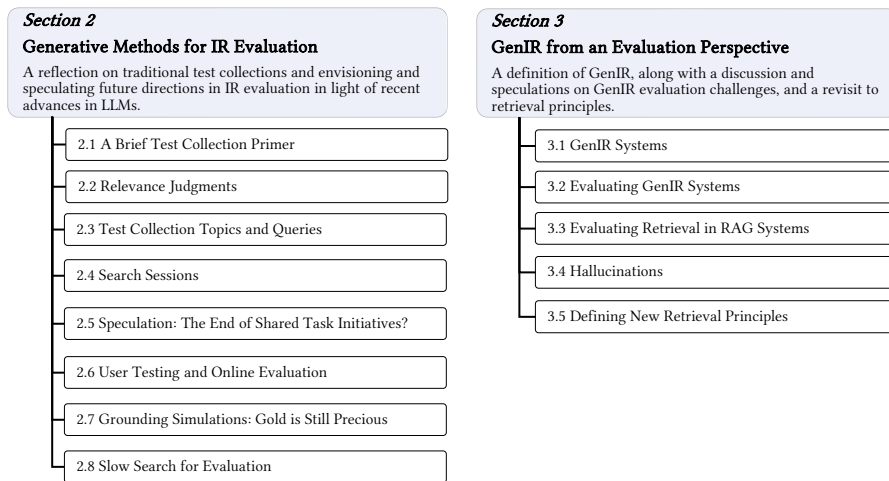 Section 2
Generative Methods for IR Evaluation
A reflection on traditional test collections and envisioning and
speculating future directions in IR evaluation in light of recent
advances in LLMs.
2.1 A Brief Test Collection Primer
2.2 Relevance Judgments
2.3 Test Collection Topics and Queries
2.4 Search Sessions
2.5 Speculation: The End of Shared Task Initiatives?
2.6 User Testing and Online Evaluation
2.7 Grounding Simulations: Gold is Still Precious
2.8 Slow Search for Evaluation
Section 3
GenIR from an Evaluation Perspective
A definition of GenIR, along with a discussion and
speculations on GenIR evaluation challenges, and a revisit to
retrieval principles.
3.1 GenIR Systems
3.2 Evaluating GenIR Systems
3.3 Evaluating Retrieval in RAG Systems
3.4 Hallucinations
3.5 Defining New Retrieval Principles